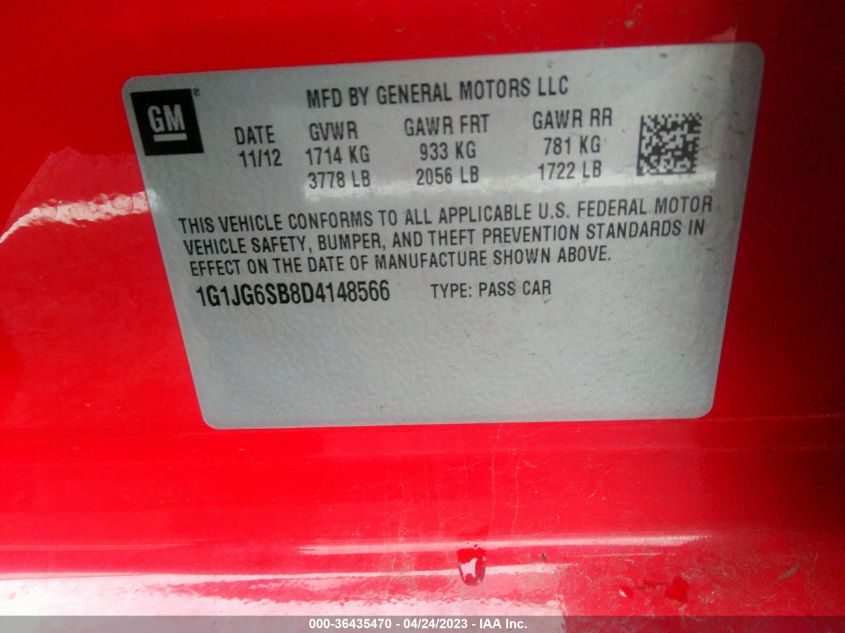 GM®
MFD BY GENERAL MOTORS LLC
DATE GVWR GAWR FRT GAWR RR
11/12 1714 KG 933 KG 781 KG
3778 LB 2056 LB 1722 LB
THIS VEHICLE CONFORMS TO ALL APPLICABLE U.S. FEDERAL MOTOR
VEHICLE SAFETY, BUMPER, AND THEFT PREVENTION STANDARDS IN
EFFECT ON THE DATE OF MANUFACTURE SHOWN ABOVE.
1G1JG6SB8D4148566 TYPE: PASS CAR
000-36435470 - 04/24/2023 - IAA Inc.